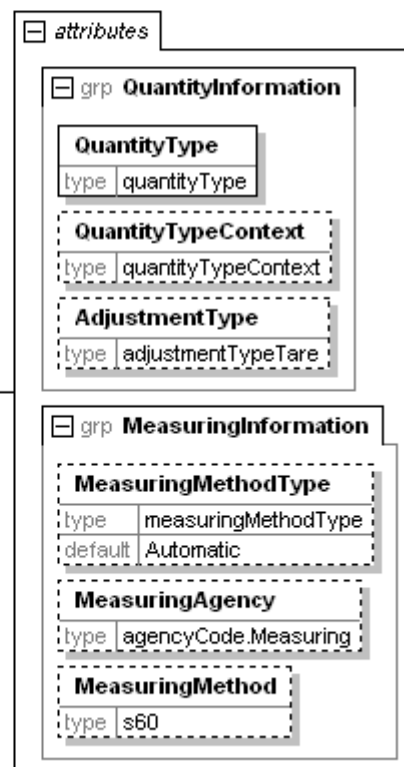 attributes
grp QuantityInformation
QuantityType
type quantityType
QuantityTypeContext
type quantityTypeContext
AdjustmentType
type adjustmentTypeTare
grp MeasuringInformation
MeasuringMethodType
type measuringMethodType
default Automatic
MeasuringAgency
type agencyCode.Measuring
MeasuringMethod
type s60